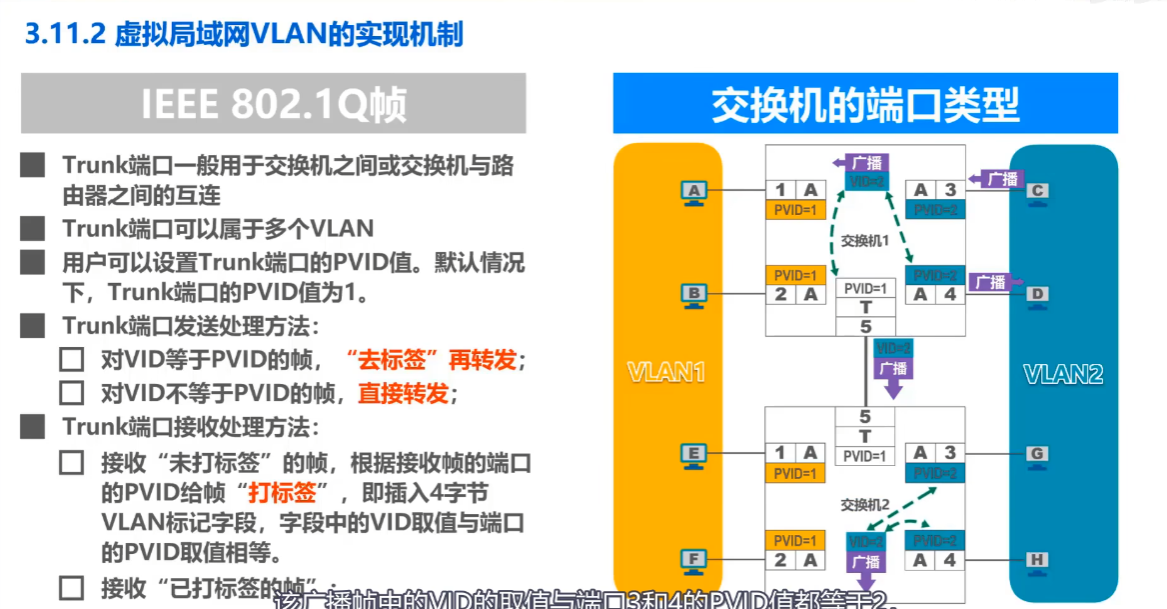 3.11.2 虚拟局域网VLAN的实现机制
IEEE 802.1Q帧
Trunk端口一般用于交换机之间或交换机与路
由器之间的互连
Trunk端口可以属于多个VLAN
用户可以设置Trunk端口的PVID值。默认情况
下，Trunk端口的PVID值为1。
Trunk端口发送处理方法：
对VID等于PVID的帧，“去标签”再转发；
对VID不等于PVID的帧，直接转发；
Trunk端口接收处理方法：
接收“未打标签”的帧，根据接收帧的端口
的PVID给帧“打标签”，即插入4字节
VLAN标记字段，字段中的VID取值与端口
的PVID取值相等。
接收“已打标签的帧”；
交换机的端口类型
广播
VID=2
A
1 A
PVID=1
A 3
PVID=2
广播
C
交换机1
B
PVID=1
2 A
PVID=1
T
5
PVID=2
A 4
广播
D
VID=2
广播
VLAN1
VLAN2
5
T
PVID=1
E
1 A
PVID=1
A 3
PVID=2
G
交换机2
F
PVID=1
2 A
VID=2
广播
PVID=2
A 4
H
该广播帧中的VID的取值与端口3和4的PVID值都等于2。